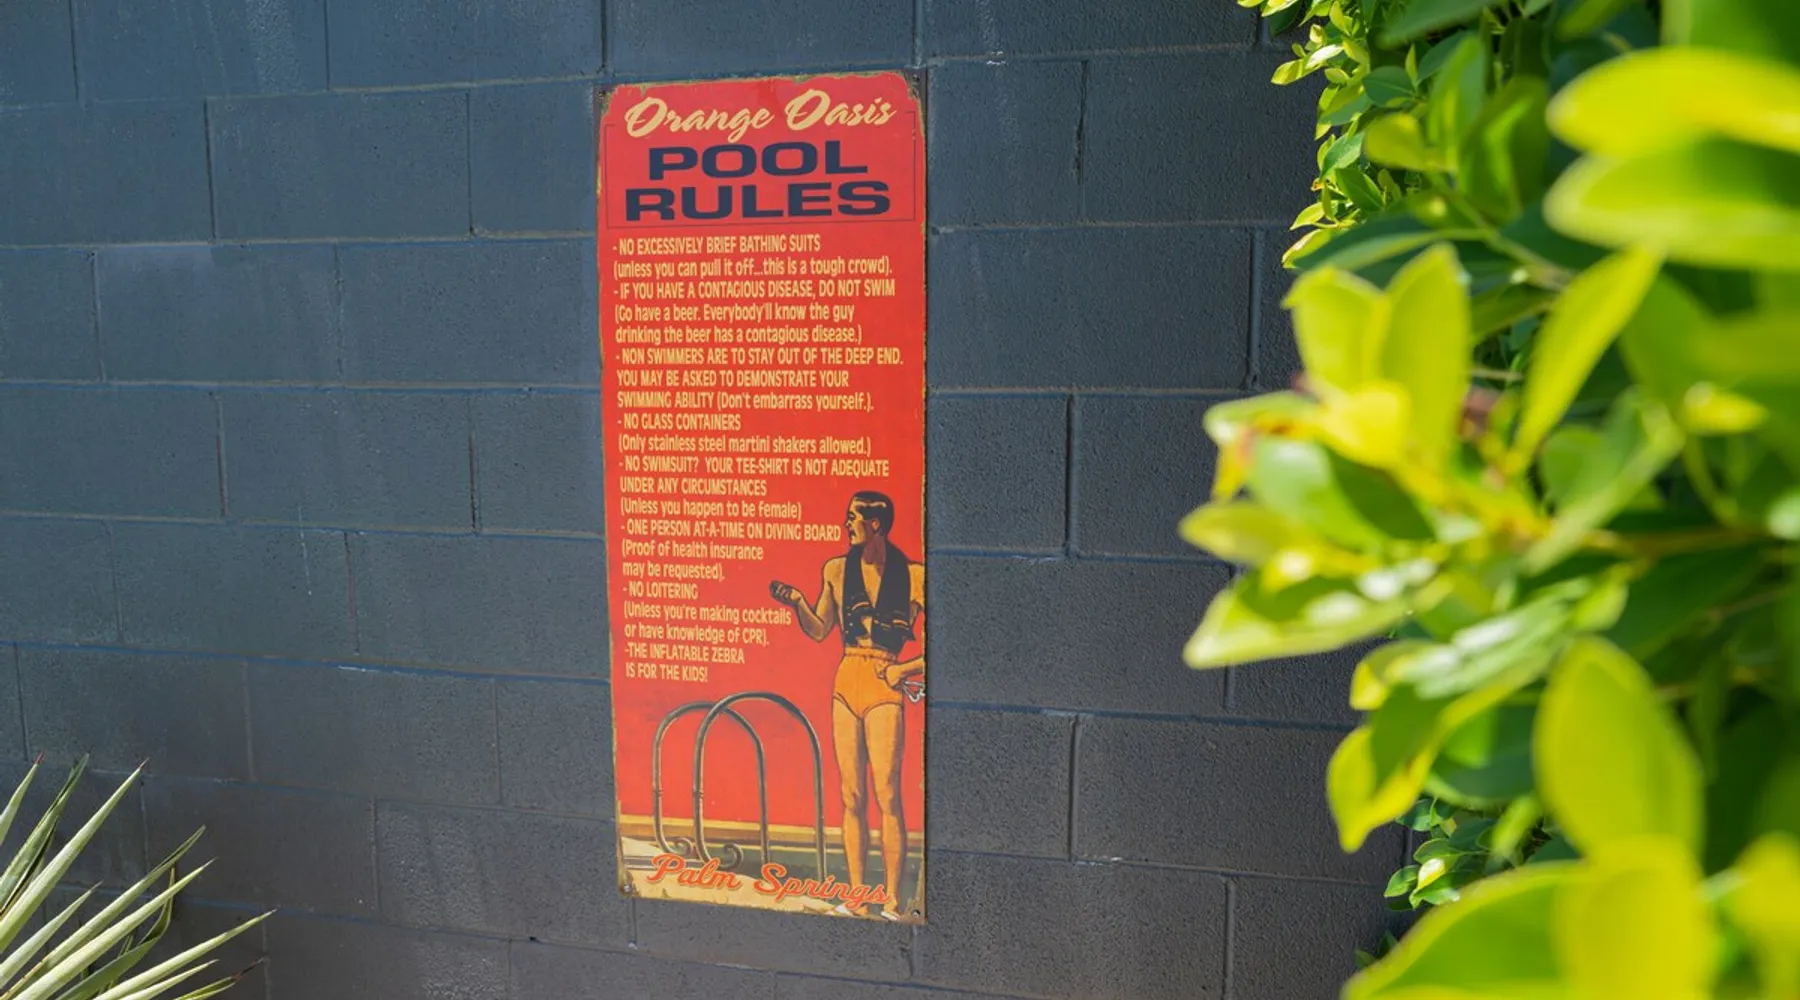 Orange Oasis
POOL
RULES
- NO EXCESSIVELY BRIEF BATHING SUITS
(unless you can pull it off...this is a tough crowd).
- IF YOU HAVE A CONTAGIOUS DISEASE, DO NOT SWIM
(Go have a beer. Everybody'll know the guy
drinking the beer has a contagious disease.)
- NON SWIMMERS ARE TO STAY OUT OF THE DEEP END.
YOU MAY BE ASKED TO DEMONSTRATE YOUR
SWIMMING ABILITY (Don't embarrass yourself.).
- NO GLASS CONTAINERS
(Only stainless steel martini shakers allowed.)
- NO SWIMSUIT? YOUR TEE-SHIRT IS NOT ADEQUATE
UNDER ANY CIRCUMSTANCES
(Unless you happen to be female)
- ONE PERSON AT-A-TIME ON DIVING BOARD
(Proof of health insurance
may be requested).
- NO LOITERING
(Unless you're making cocktails
or have knowledge of CPR).
-THE INFLATABLE ZEBRA
IS FOR THE KIDS!
Palm Springs